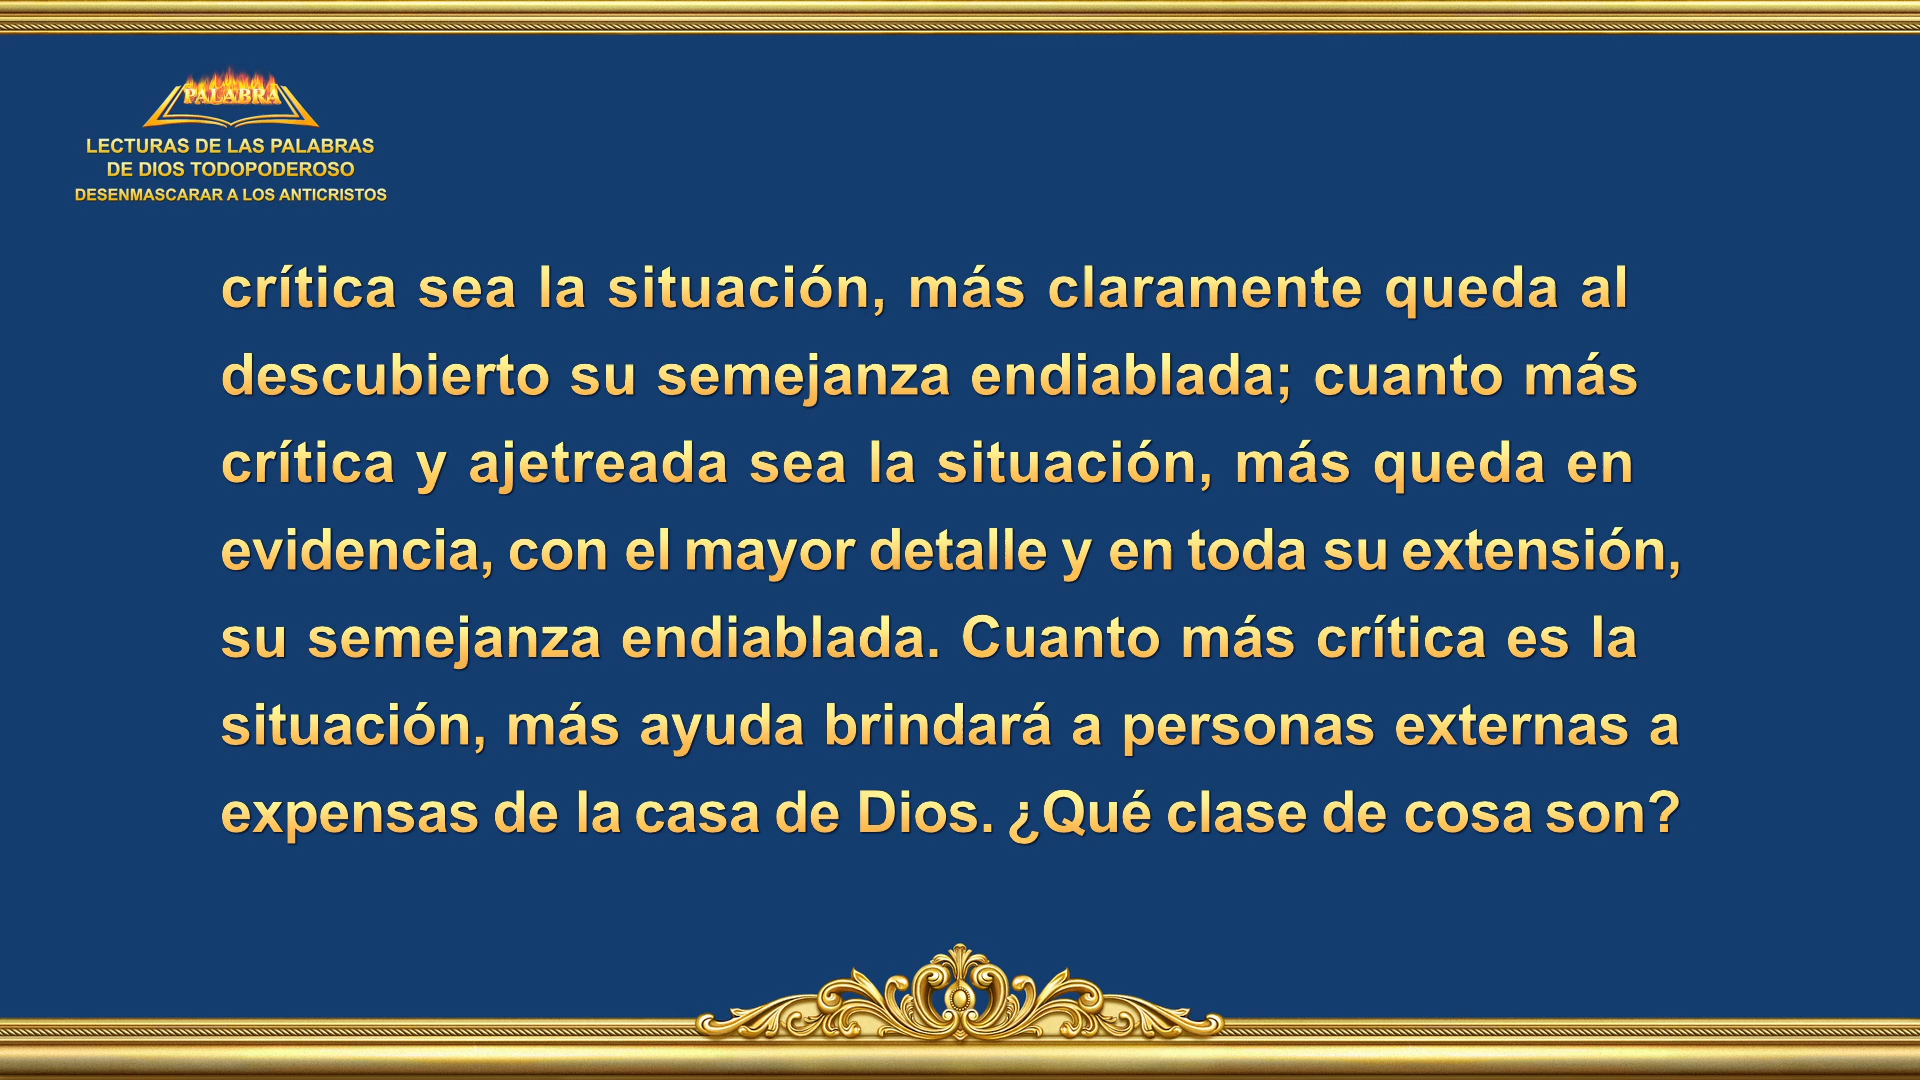 PALABRA
LECTURAS DE LAS PALABRAS
DE DIOS TODOPODEROSO
DESENMASCARAR A LOS ANTICRISTOS
crítica sea la situación, más claramente queda al
descubierto su semejanza endiablada; cuanto más
crítica y ajetreada sea la situación, más queda en
evidencia, con el mayor detalle y en toda su extensión,
su semejanza endiablada. Cuanto más crítica es la
situación, más ayuda brindará a personas externas a
expensas de la casa de Dios. ¿Qué clase de cosa son?